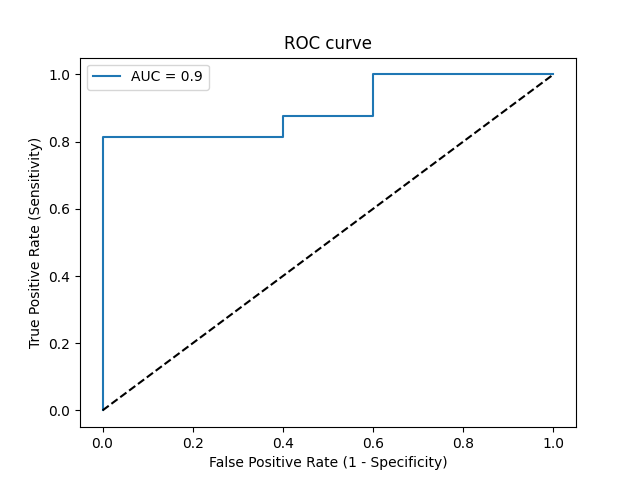 ROC curve
AUC = 0.9
True Positive Rate (Sensitivity)
1.0
0.8
0.6
0.4
0.2
0.0
0.0 0.2 0.4 0.6 0.8 1.0
False Positive Rate (1 - Specificity)